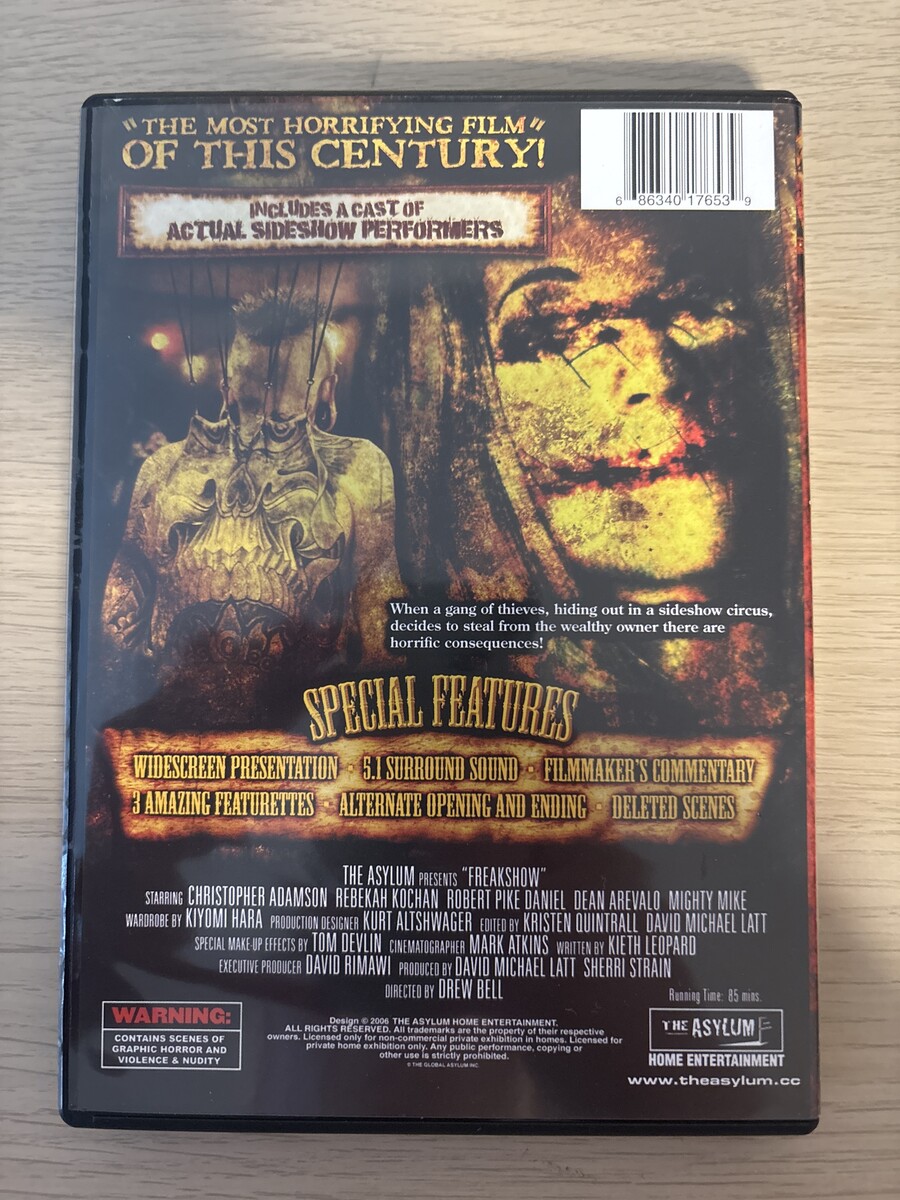 "THE MOST HORRIFYING FILM"
OF THIS CENTURY!
6 86340 17653 9
INCLUDES A CAST OF
ACTUAL SIDESHOW PERFORMERS
When a gang of thieves, hiding out in a sideshow circus,
decides to steal from the wealthy owner there are
horrific consequences!
SPECIAL FEATURES
WIDESCREEN PRESENTATION · 5.1 SURROUND SOUND · FILMMAKER'S COMMENTARY
3 AMAZING FEATURETTES · ALTERNATE OPENING AND ENDING · DELETED SCENES
THE ASYLUM PRESENTS "FREAKSHOW"
STARRING CHRISTOPHER ADAMSON REBEKAH KOCHAN ROBERT PIKE DANIEL DEAN AREVALO MIGHTY MIKE
WARDROBE BY KIYOMI HARA PRODUCTION DESIGNER KURT ALTSHWAGER EDITED BY KRISTEN QUINTRALL DAVID MICHAEL LATT
SPECIAL MAKE-UP EFFECTS BY TOM DEVLIN CINEMATOGRAPHER MARK ATKINS WRITTEN BY KIETH LEOPARD
EXECUTIVE PRODUCER DAVID RIMAWI PRODUCED BY DAVID MICHAEL LATT SHERRI STRAIN
DIRECTED BY DREW BELL
Running Time: 85 mins.
WARNING:
CONTAINS SCENES OF
GRAPHIC HORROR AND
VIOLENCE & NUDITY
Design © 2006 THE ASYLUM HOME ENTERTAINMENT.
ALL RIGHTS RESERVED. All trademarks are the property of their respective
owners. Licensed only for non-commercial private exhibition in homes. Licensed for
private home exhibition only. Any public performance, copying or
other use is strictly prohibited.
© THE GLOBAL ASYLUM INC
THE ASYLUM
HOME ENTERTAINMENT
www.theasylum.cc